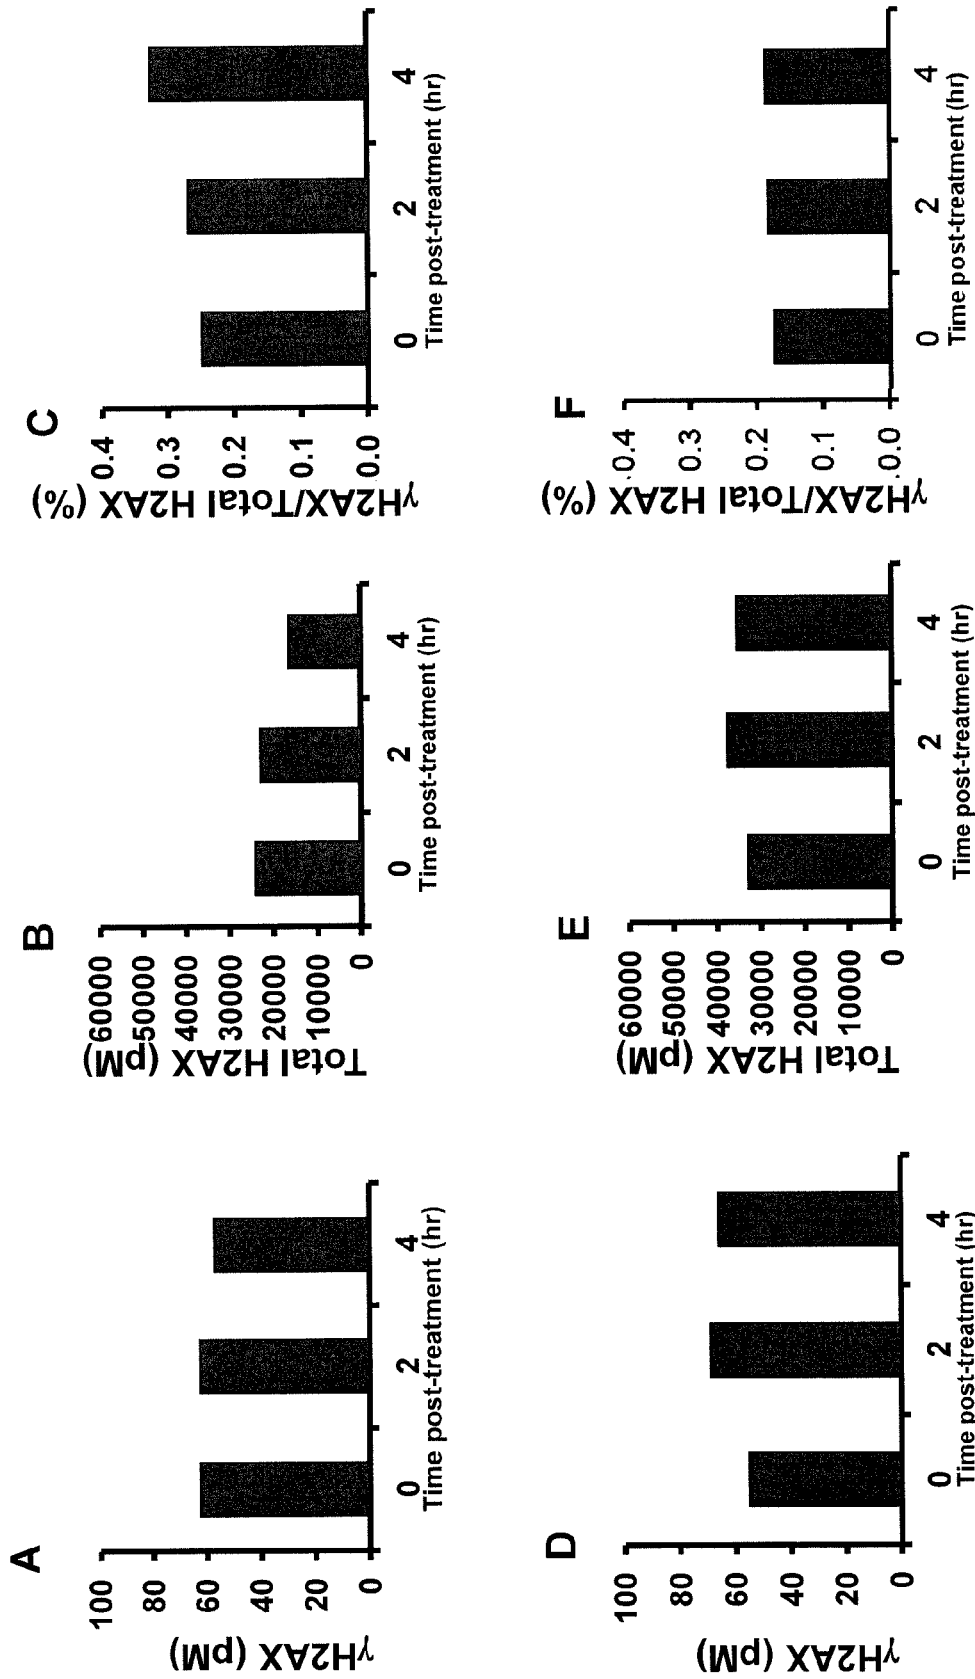 A
γH2AX (pM)
100
80
60
40
20
0
0 2 4
Time post-treatment (hr)
B
Total H2AX (pM)
60000
50000
40000
30000
20000
10000
0
0 2 4
Time post-treatment (hr)
C
γH2AX/Total H2AX (%)
0.4
0.3
0.2
0.1
0.0
0 2 4
Time post-treatment (hr)
D
γH2AX (pM)
100
80
60
40
20
0
0 2 4
Time post-treatment (hr)
E
Total H2AX (pM)
60000
50000
40000
30000
20000
10000
0
0 2 4
Time post-treatment (hr)
F
γH2AX/Total H2AX (%)
0.4
0.3
0.2
0.1
0.0
0 2 4
Time post-treatment (hr)